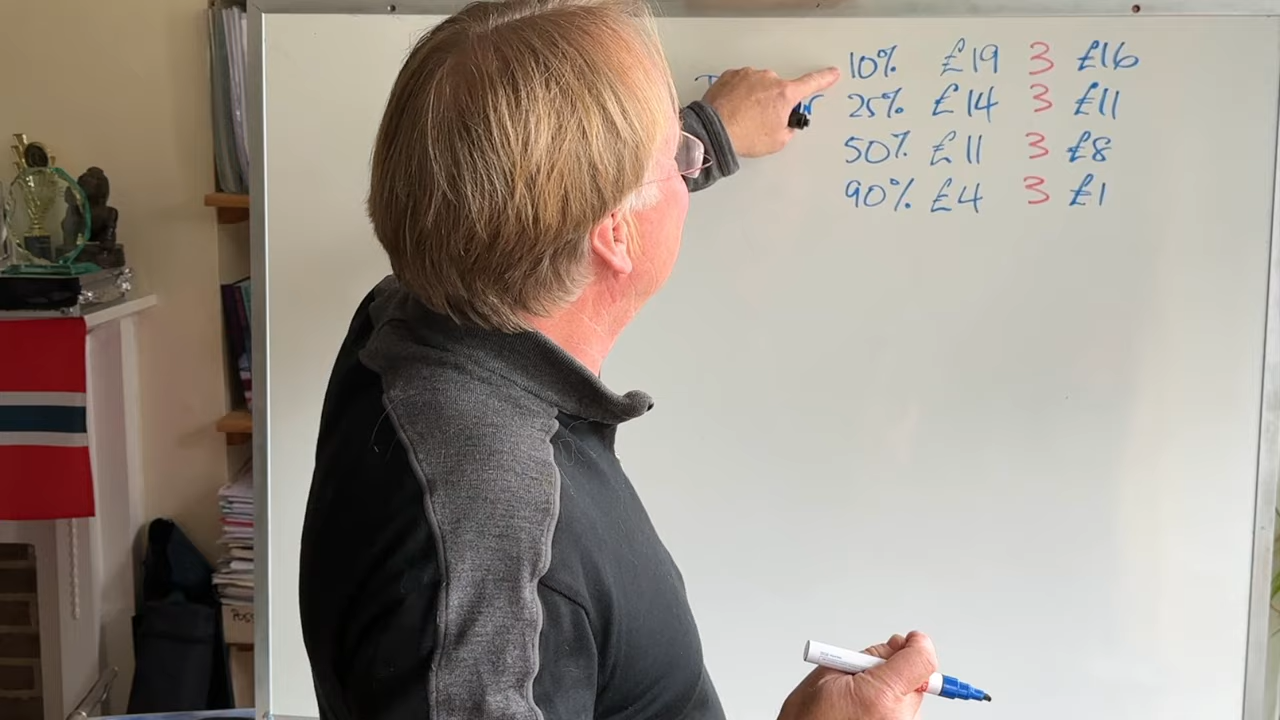 10% £19 3 £16
25% £14 3 £11
50% £11 3 £8
90% £4 3 £1